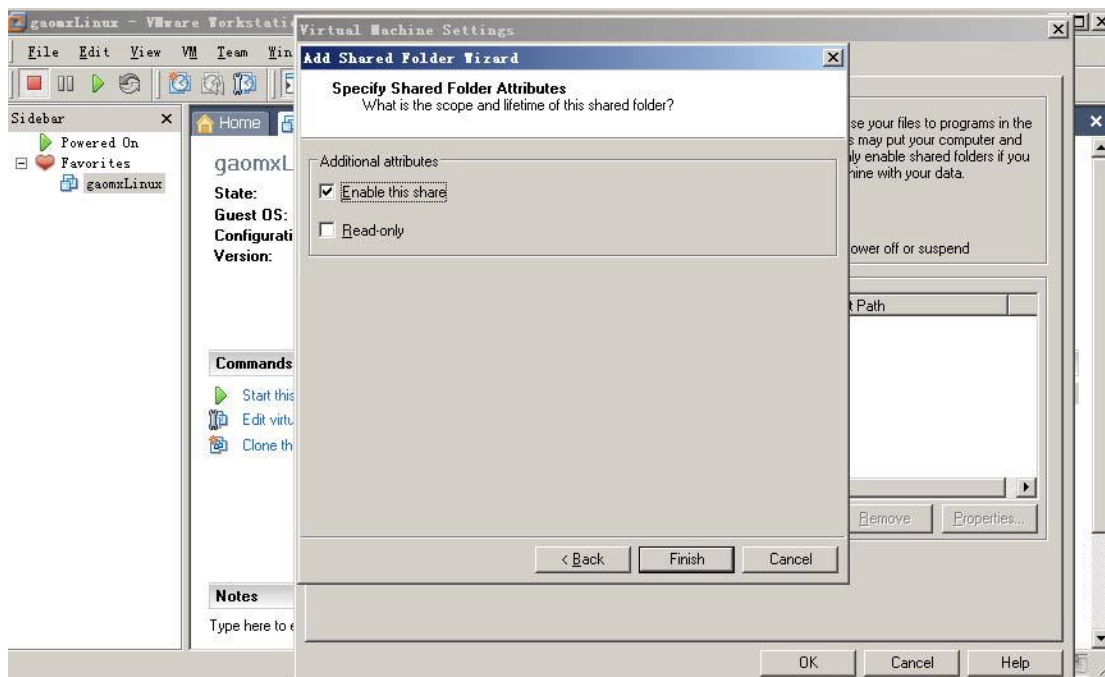 gaomxLinux - VMware Workstati
File Edit View VM Team Win
Sidebar
Powered On
Favorites
gaomxLinux
Home
gaomxL
State:
Guest OS:
Configurati
Version:
Commands
Start this
Edit virtu
Clone th
Notes
Type here to e
Virtual Machine Settings
Add Shared Folder Wizard
Specify Shared Folder Attributes
What is the scope and lifetime of this shared folder?
Additional attributes
Enable this share
Read-only
< Back Finish Cancel
se your files to programs in the
s may put your computer and
ly enable shared folders if you
hine with your data.
ower off or suspend
t Path
Remove Properties...
OK Cancel Help